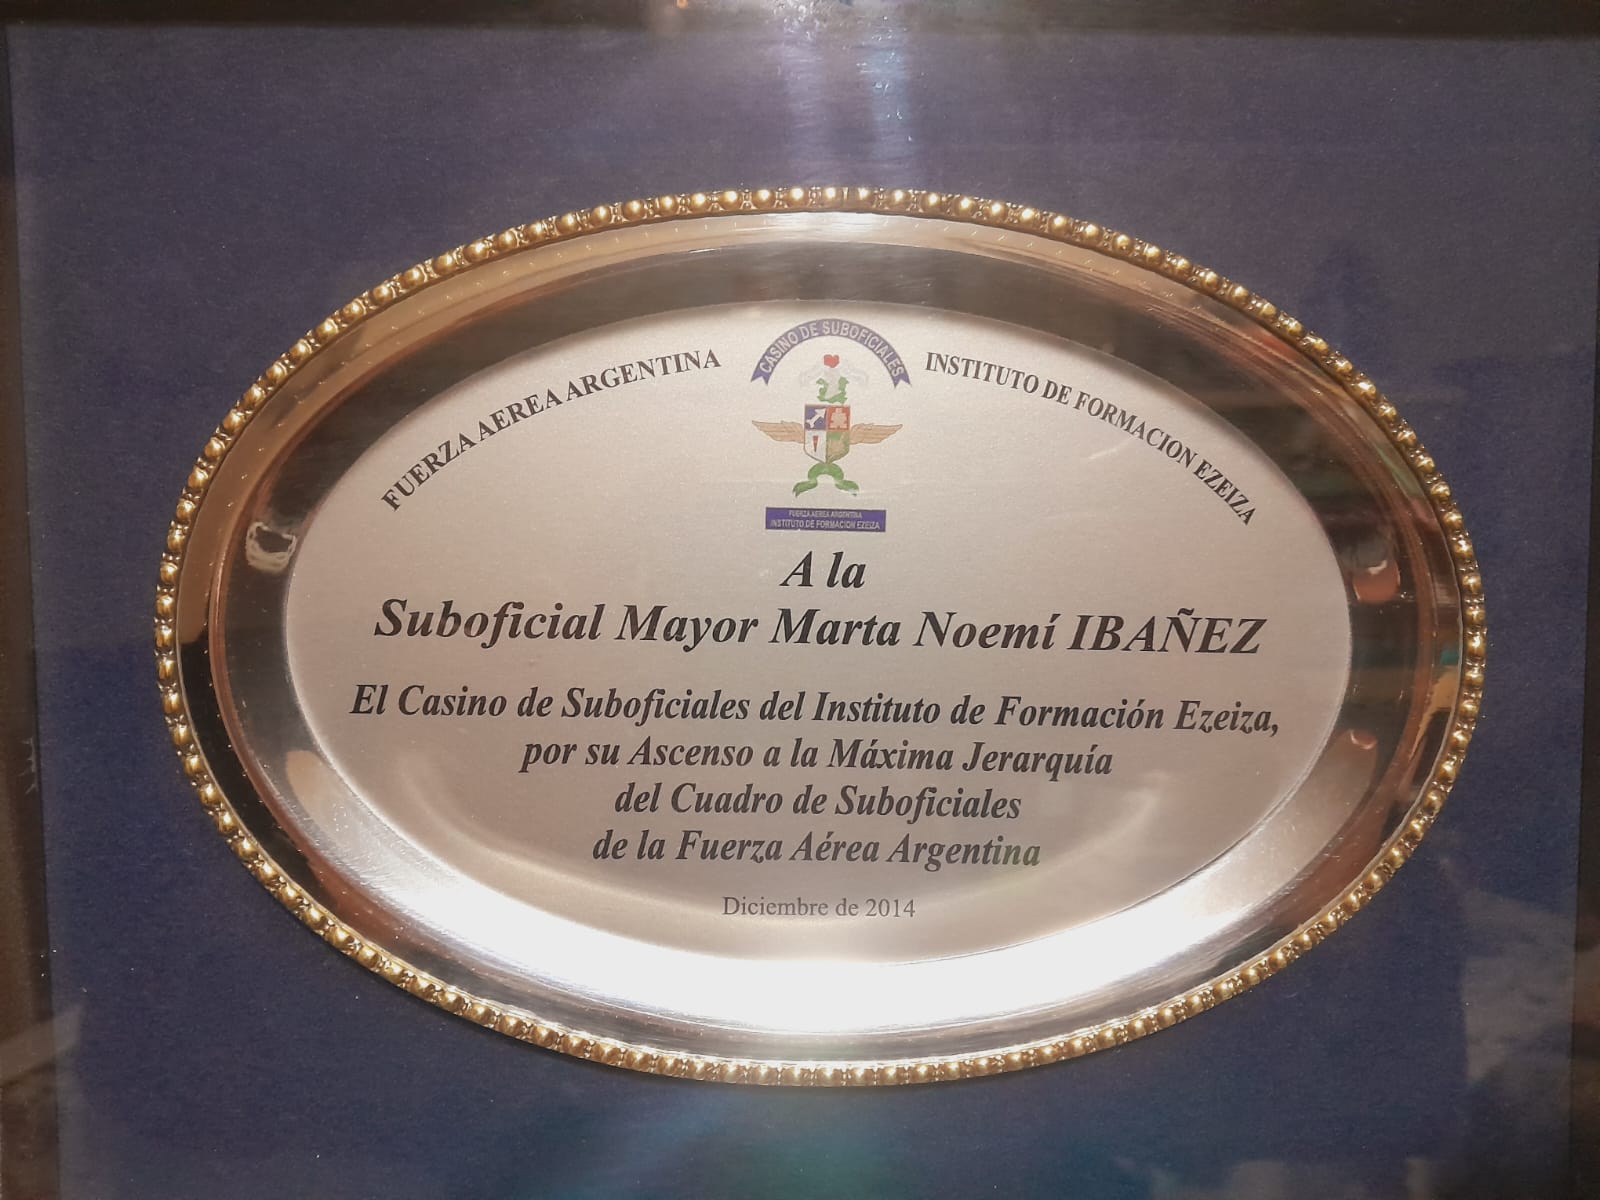 FUERZA AEREA ARGENTINA
CASINO DE SUBOFICIALES
INSTITUTO DE FORMACION EZEIZA
FUERZA AEREA ARGENTINA
INSTITUTO DE FORMACION EZEIZA
A la
Suboficial Mayor Marta Noemí IBAÑEZ
El Casino de Suboficiales del Instituto de Formación Ezeiza,
por su Ascenso a la Máxima Jerarquía
del Cuadro de Suboficiales
de la Fuerza Aérea Argentina
Diciembre de 2014